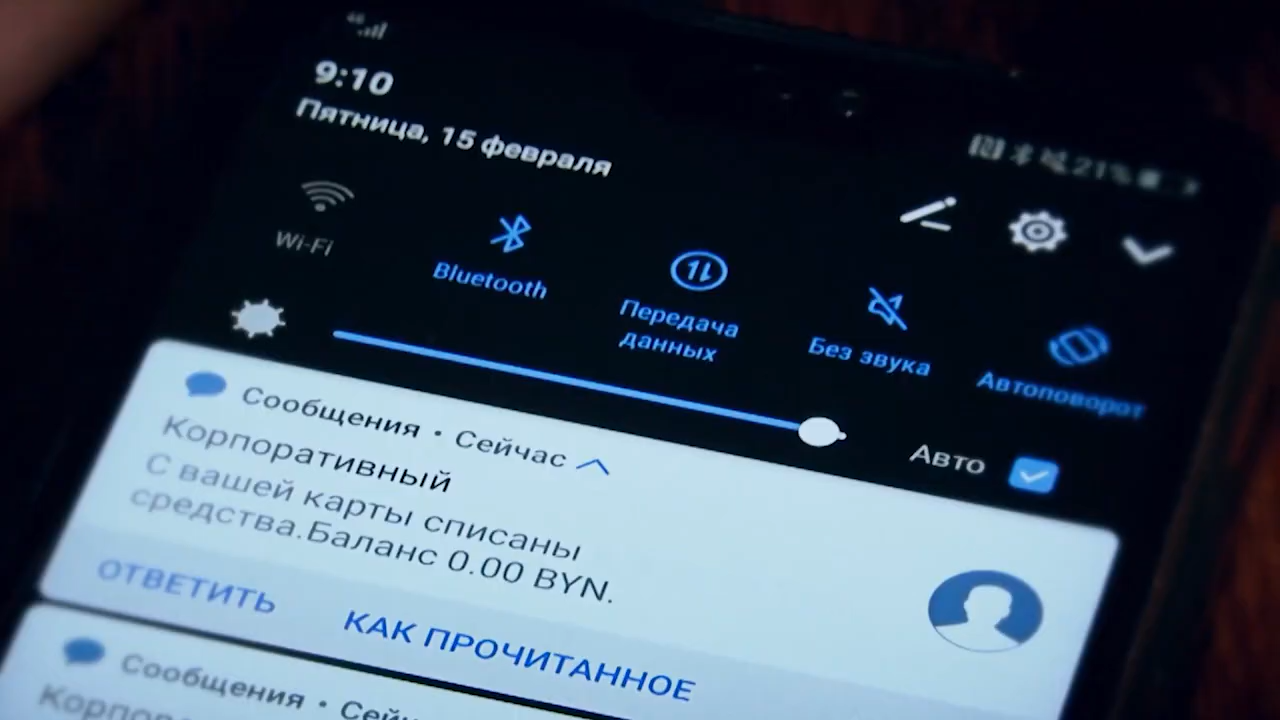 9:10
Пятница, 15 февраля
21%
Wi-Fi
Bluetooth
Передача
данных
Без звука
Автоповорот
Авто
Сообщения • Сейчас
Корпоративный
С вашей карты списаны
средства.Баланс 0.00 BYN.
ОТВЕТИТЬ
КАК ПРОЧИТАННОЕ
Сообщения •